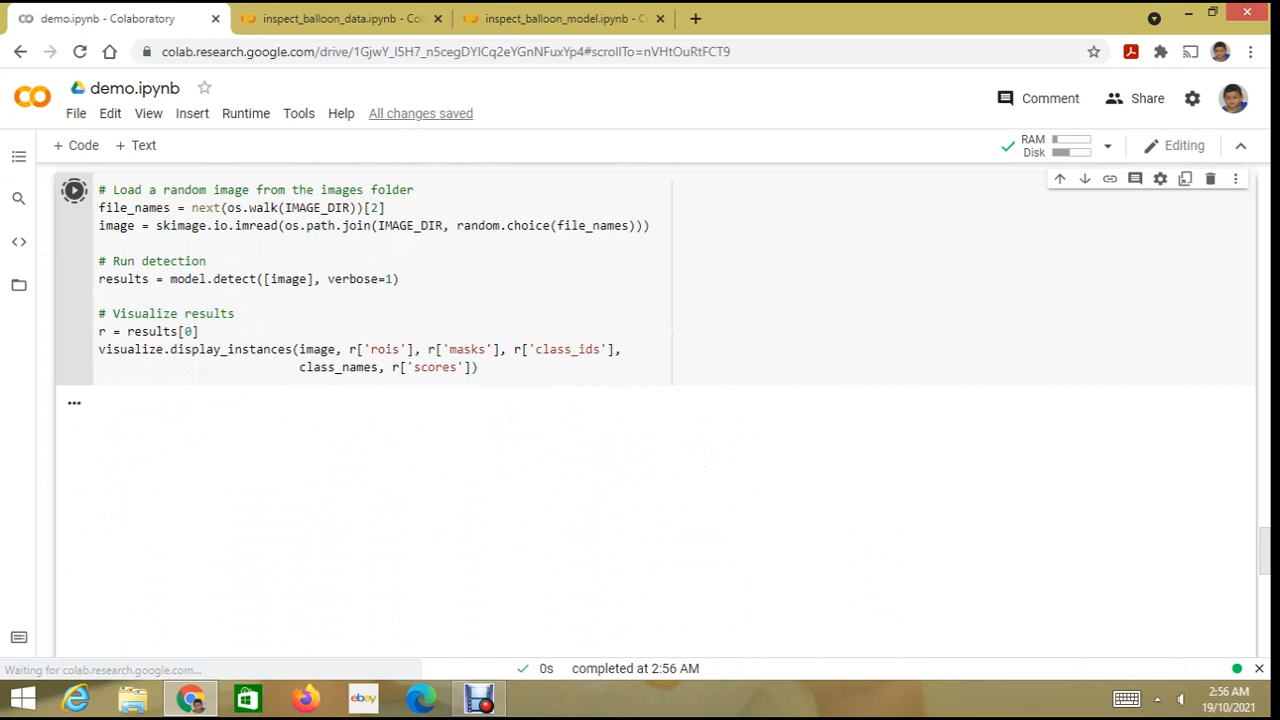 demo.ipynb - Colaboratory
inspect_balloon_data.ipynb - Col
inspect_balloon_model.ipynb - C
colab.research.google.com/drive/1GjwY_I5H7_n5cegDYlCq2eYGnNFuxYp4#scrollTo=nVHtOuRtFCT9
demo.ipynb
Comment
Share
File Edit View Insert Runtime Tools Help All changes saved
+ Code + Text
RAM
Disk
Editing
# Load a random image from the images folder
file_names = next(os.walk(IMAGE_DIR))[2]
image = skimage.io.imread(os.path.join(IMAGE_DIR, random.choice(file_names)))
# Run detection
results = model.detect([image], verbose=1)
# Visualize results
r = results[0]
visualize.display_instances(image, r['rois'], r['masks'], r['class_ids'],
class_names, r['scores'])
Waiting for colab.research.google.com...
0s completed at 2:56 AM
ebay
2:56 AM
19/10/2021